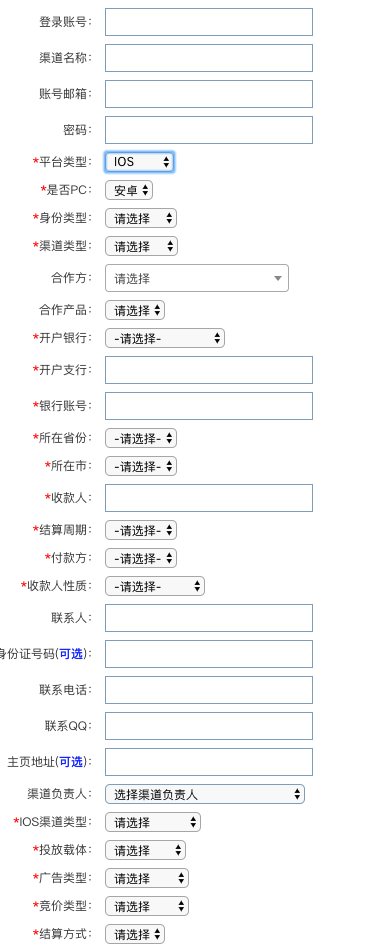 登录账号：
渠道名称：
账号邮箱：
密码：
*平台类型： IOS
*是否PC： 安卓
*身份类型： 请选择
*渠道类型： 请选择
合作方： 请选择
合作产品： 请选择
*开户银行： -请选择-
*开户支行：
*银行账号：
*所在省份： -请选择-
*所在市： -请选择-
*收款人：
*结算周期： -请选择-
*付款方： -请选择-
*收款人性质： -请选择-
联系人：
身份证号码(可选)：
联系电话：
联系QQ：
主页地址(可选)：
渠道负责人： 选择渠道负责人
*IOS渠道类型： 请选择
*投放载体： 请选择
*广告类型： 请选择
*竞价类型： 请选择
*结算方式： 请选择